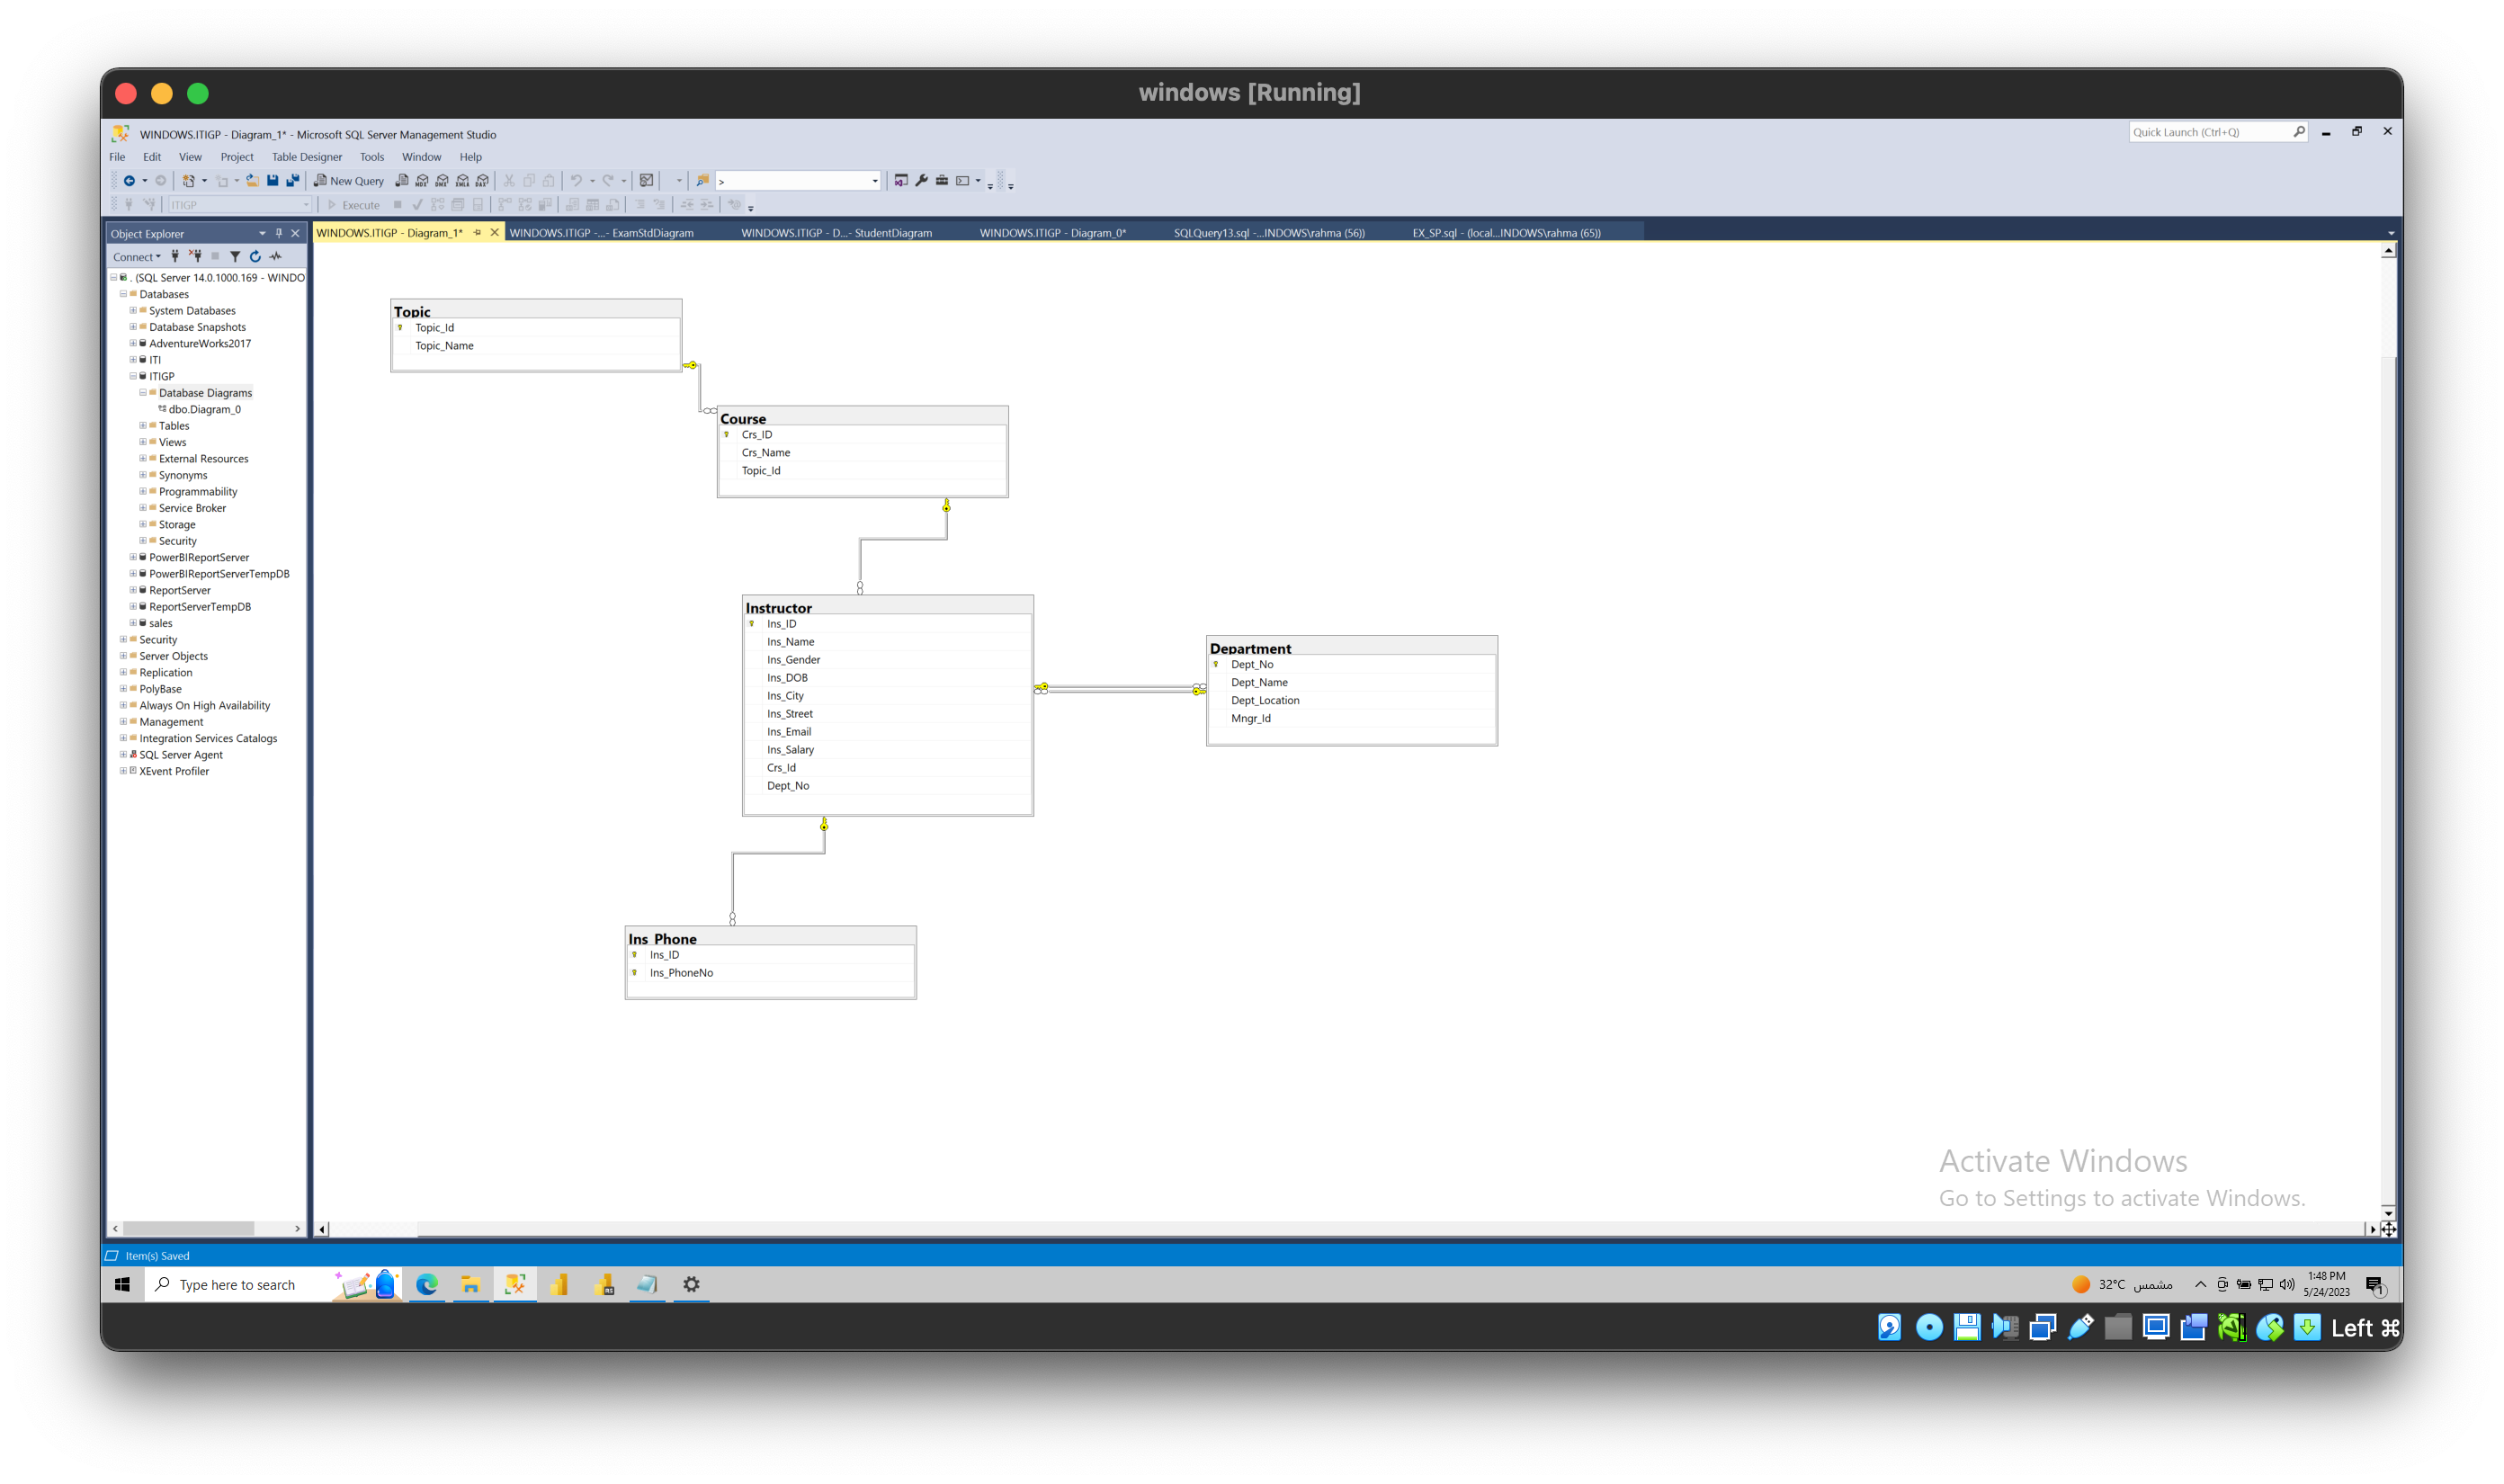 windows [Running]
WINDOWS.ITIGP - Diagram_1* - Microsoft SQL Server Management Studio
Quick Launch (Ctrl+Q)
File Edit View Project Table Designer Tools Window Help
New Query
>
ITIGP
Execute
Object Explorer
WINDOWS.ITIGP - Diagram_1*
WINDOWS.ITIGP -...- ExamStdDiagram
WINDOWS.ITIGP - D...- StudentDiagram
WINDOWS.ITIGP - Diagram_0*
SQLQuery13.sql -...INDOWS\rahma (56))
EX_SP.sql - (local...INDOWS\rahma (65))
Connect
. (SQL Server 14.0.1000.169 - WINDO
Databases
System Databases
Database Snapshots
AdventureWorks2017
ITI
ITIGP
Database Diagrams
dbo.Diagram_0
Tables
Views
External Resources
Synonyms
Programmability
Service Broker
Storage
Security
PowerBIReportServer
PowerBIReportServerTempDB
ReportServer
ReportServerTempDB
sales
Security
Server Objects
Replication
PolyBase
Always On High Availability
Management
Integration Services Catalogs
SQL Server Agent
XEvent Profiler
Topic
Topic_Id
Topic_Name
Course
Crs_ID
Crs_Name
Topic_Id
Instructor
Ins_ID
Ins_Name
Ins_Gender
Ins_DOB
Ins_City
Ins_Street
Ins_Email
Ins_Salary
Crs_Id
Dept_No
Department
Dept_No
Dept_Name
Dept_Location
Mngr_Id
Ins_Phone
Ins_ID
Ins_PhoneNo
Activate Windows
Go to Settings to activate Windows.
Item(s) Saved
Type here to search
32°C مشمس
1:48 PM
5/24/2023
1
Left ⌘